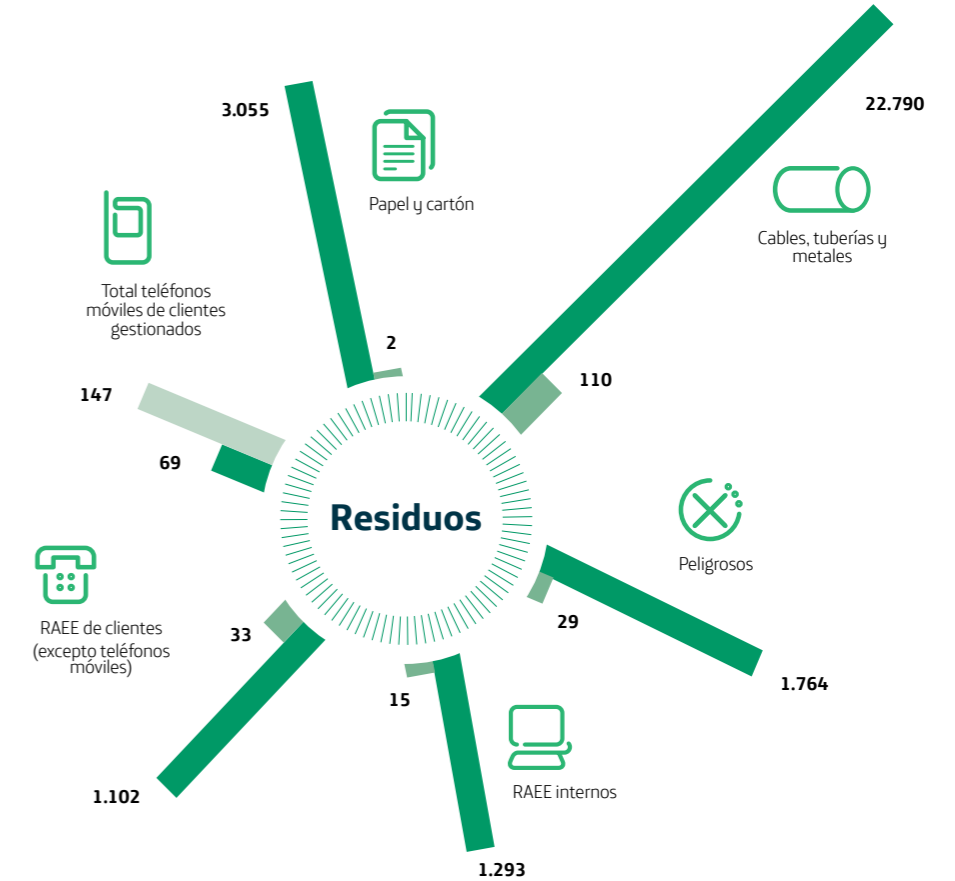 22.790
3.055
Papel y cartón
Cables, tuberías y
metales
Total teléfonos
móviles de clientes
gestionados
2
110
147
69
Residuos
Peligrosos
29
RAEE de clientes
(excepto teléfonos
móviles)
33
1.764
15
RAEE internos
1.102
1.293